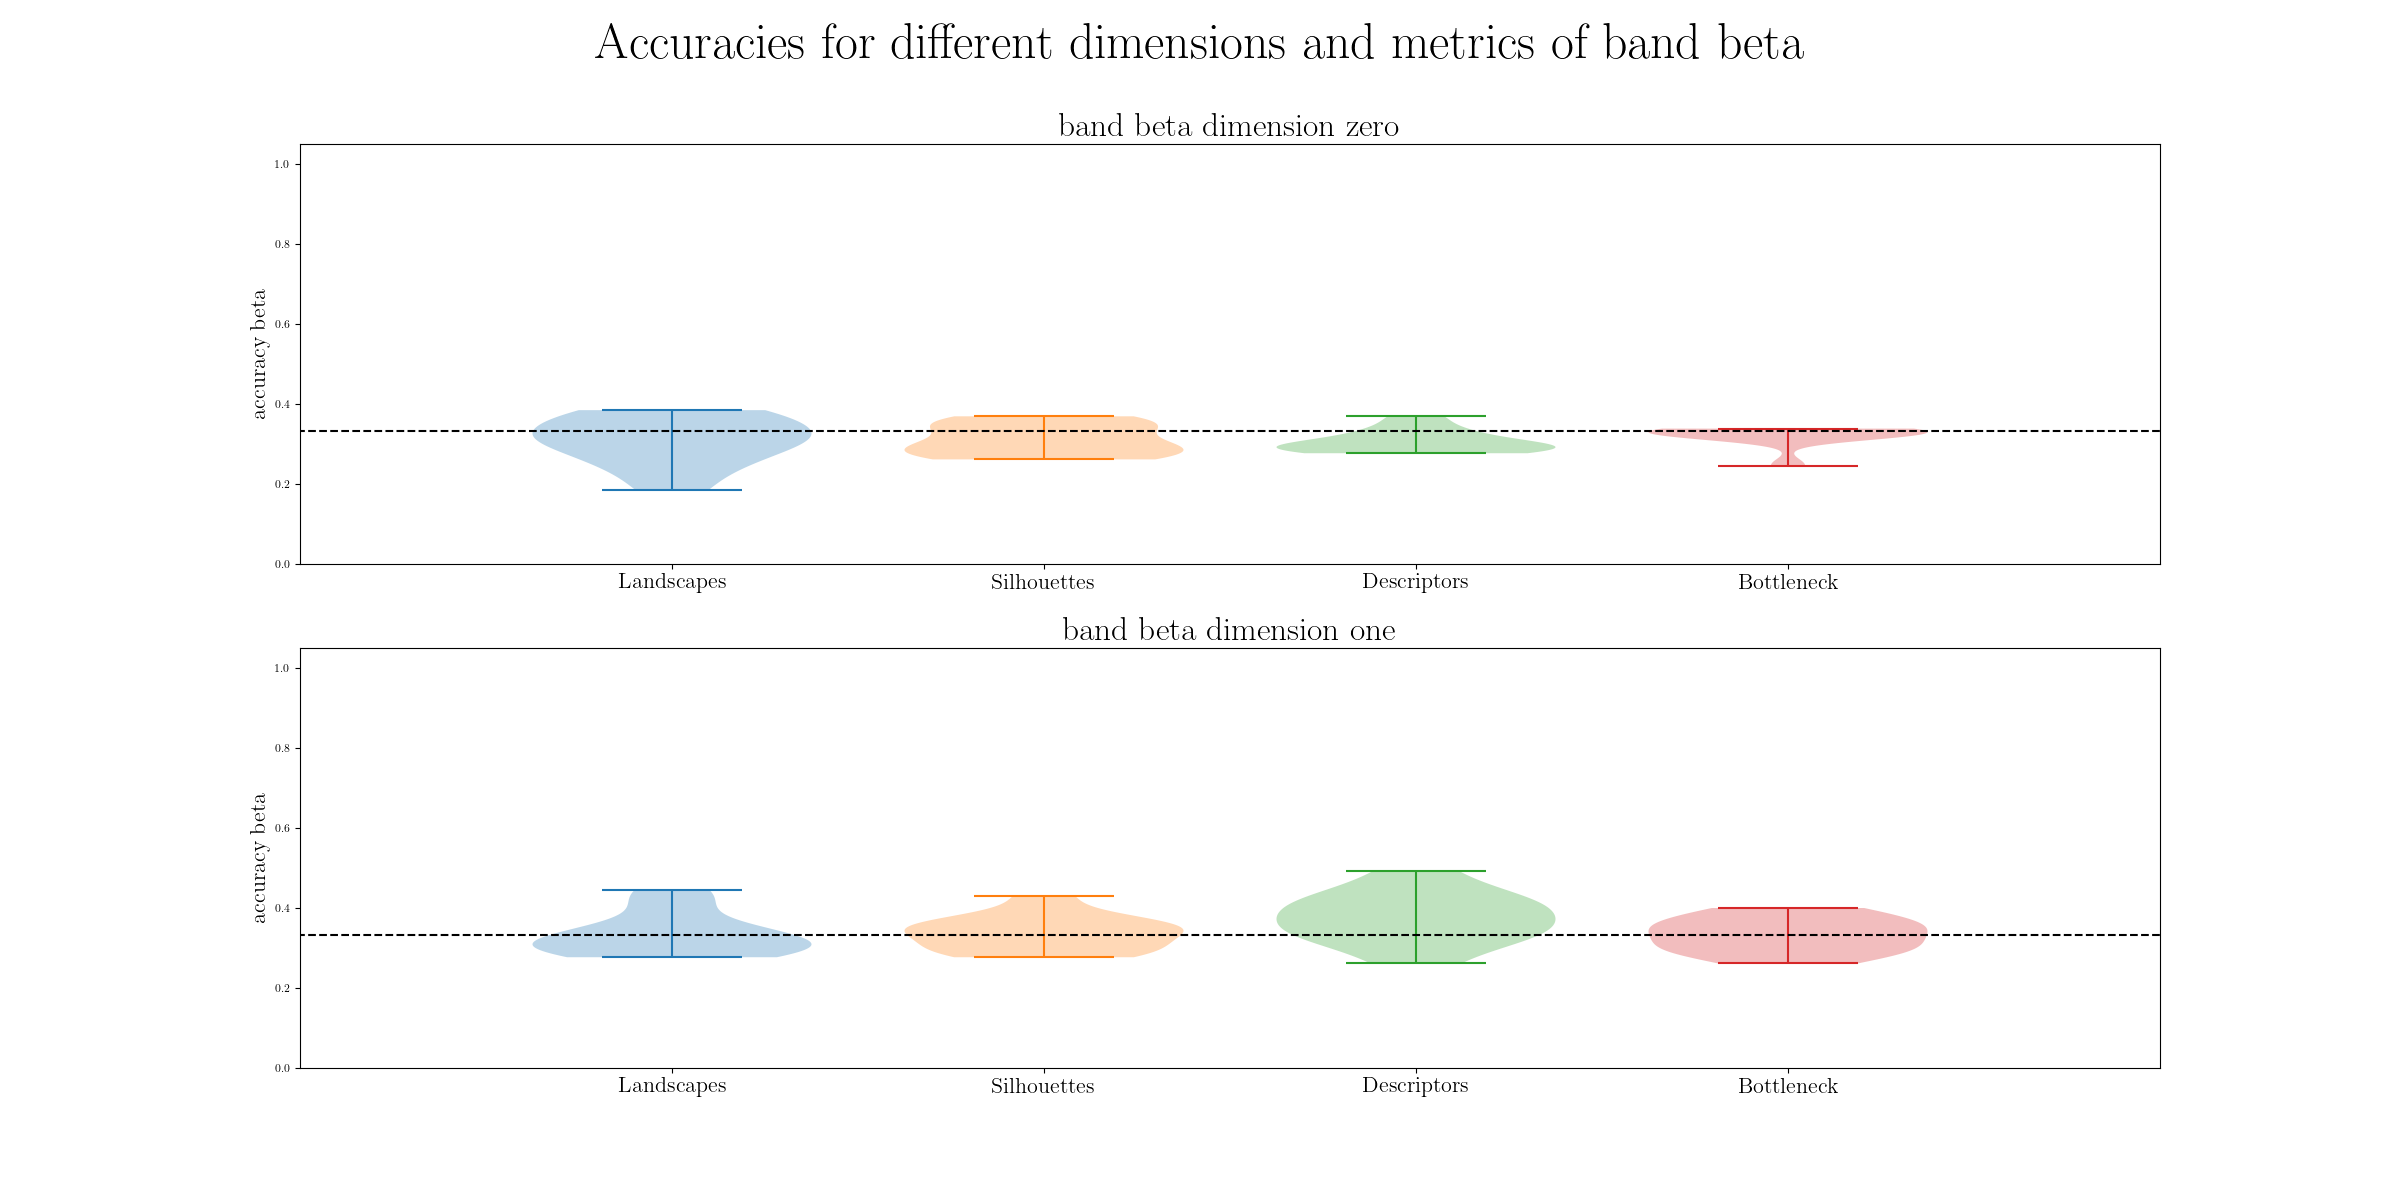 Accuracies for different dimensions and metrics of band beta
band beta dimension zero
accuracy beta
1.0
0.8
0.6
0.4
0.2
0.0
Landscapes Silhouettes Descriptors Bottleneck
band beta dimension one
accuracy beta
1.0
0.8
0.6
0.4
0.2
0.0
Landscapes Silhouettes Descriptors Bottleneck